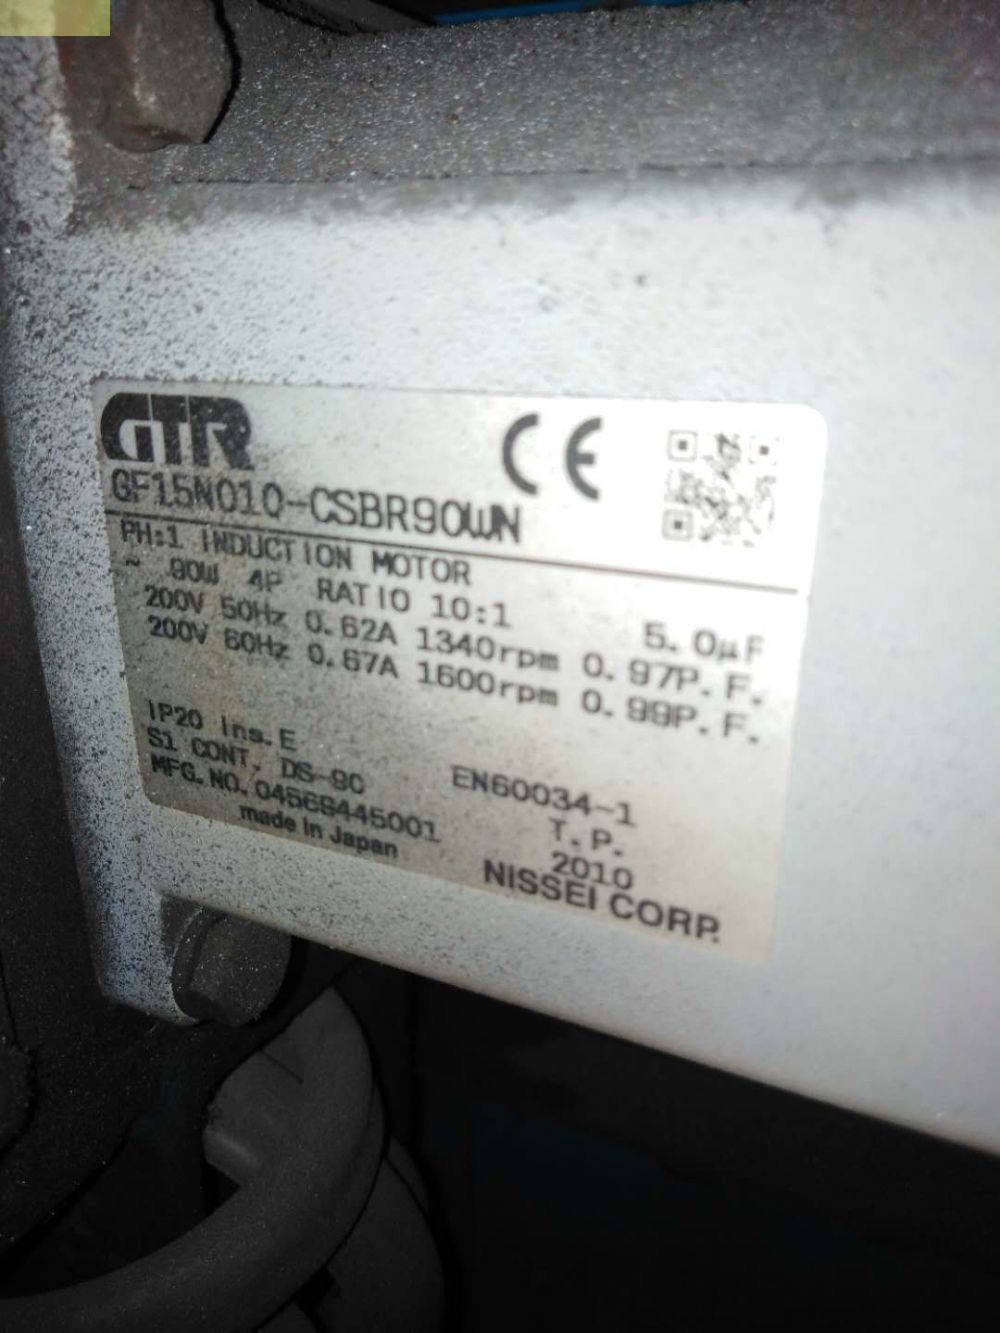 GTR
CE
GF15N010-CSBR90WN
PH:1 INDUCTION MOTOR
~ 90W 4P RATIO 10:1 5.0μF
200V 50Hz 0.62A 1340rpm 0.97P.F.
200V 60Hz 0.67A 1600rpm 0.99P.F.
IP20 Ins.E
S1 CONT. DS-90 EN60034-1
MFG.NO.04569445001 T.P.
made in Japan 2010
NISSEI CORP.